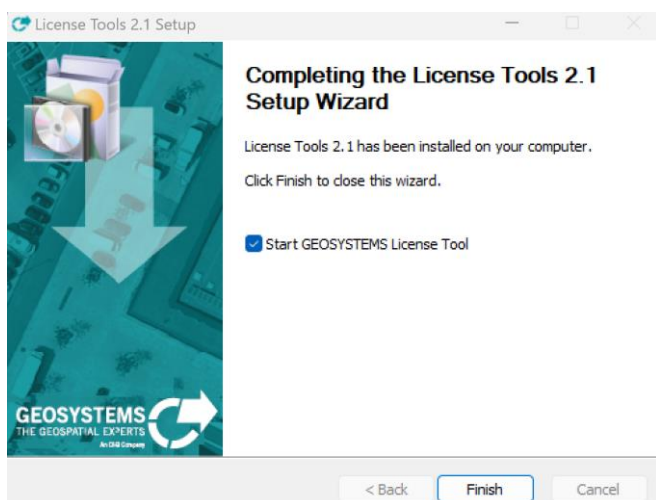 License Tools 2.1 Setup
Completing the License Tools 2.1
Setup Wizard
License Tools 2.1 has been installed on your computer.
Click Finish to close this wizard.
Start GEOSYSTEMS License Tool
GEOSYSTEMS
THE GEOSPATIAL EXPERTS
< Back
Finish
Cancel